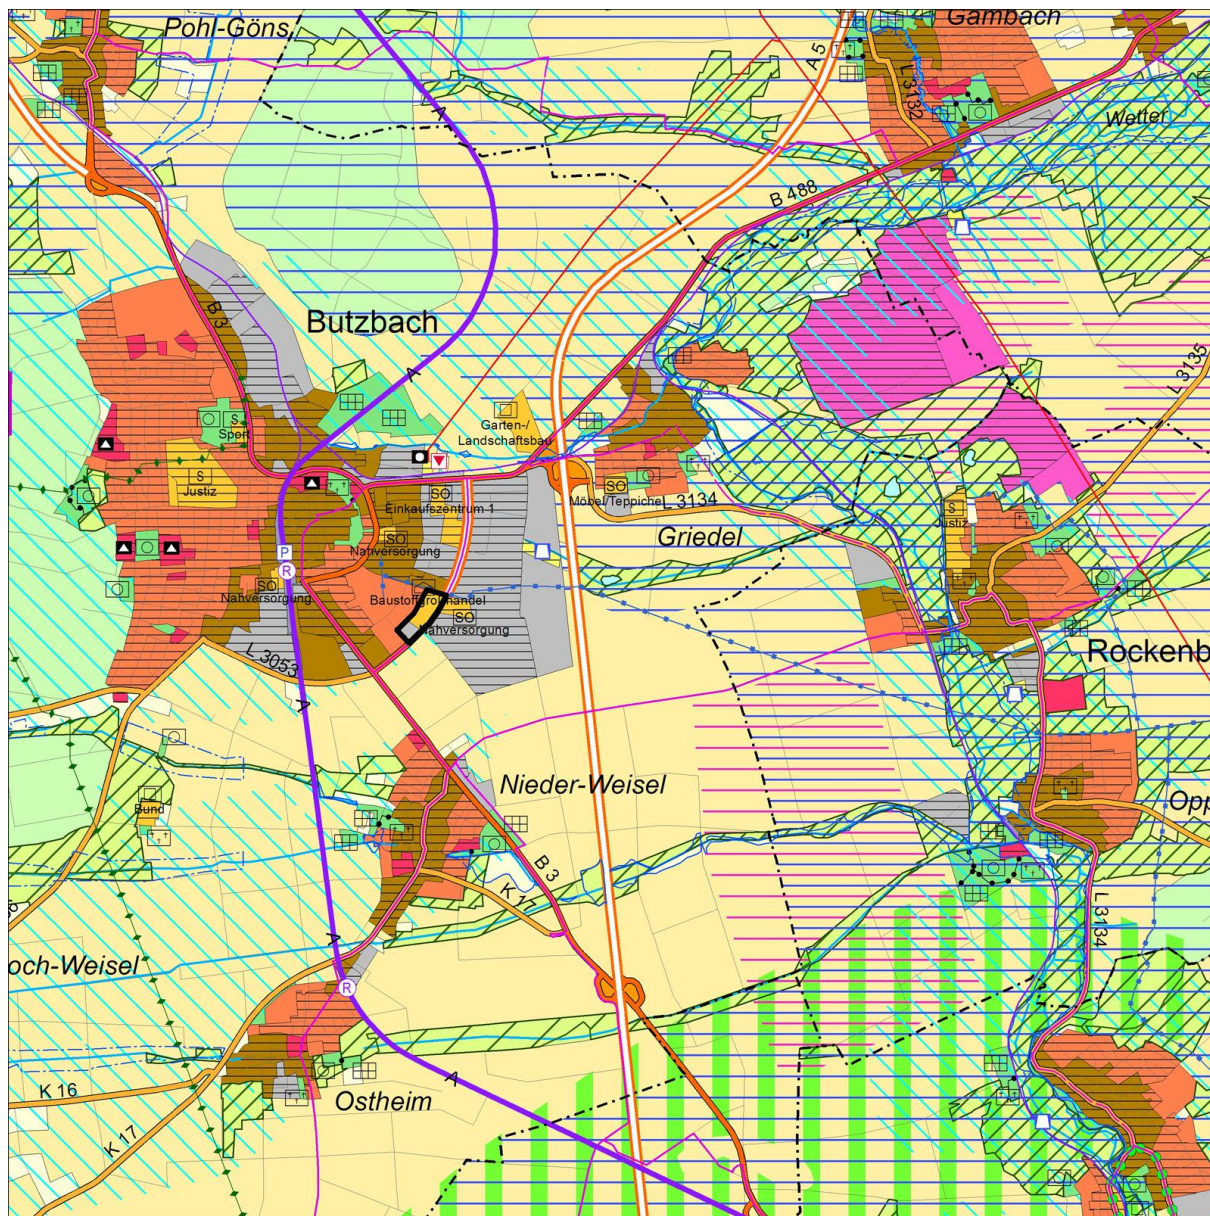 Pohl-Göns
Gambach
A 5
L 3132
Wetter
B 488
B 3
Butzbach
A
A
L 3135
Garten-/
Landschaftsbau
S
Sport
S
Justiz
SO
Einkaufszentrum 1
SO
Möbel/Teppiche
L 3134
Griedel
S
Justiz
SO
Nahversorgung
P
R
SO
Nahversorgung
Baustoffgroßhandel
SO
Nahversorgung
L 3053
A
Rockenb
Nieder-Weisel
Bund
Opp
B 3
K 17
L 3134
A
och-Weisel
R
A
K 16
Ostheim
K 17